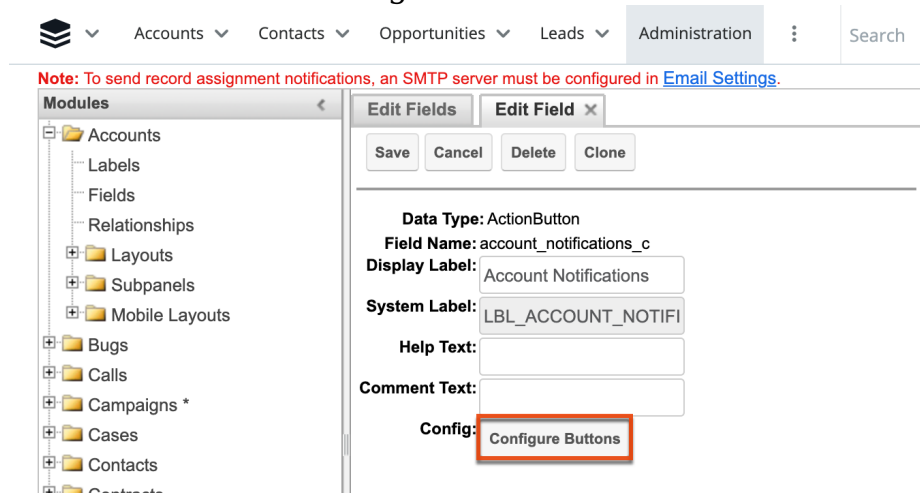 Accounts Contacts Opportunities Leads Administration Search
Note: To send record assignment notifications, an SMTP server must be configured in Email Settings.
Modules
Accounts
Labels
Fields
Relationships
Layouts
Subpanels
Mobile Layouts
Bugs
Calls
Campaigns *
Cases
Contacts
Contracts
Edit Fields Edit Field
Save Cancel Delete Clone
Data Type: ActionButton
Field Name: account_notifications_c
Display Label: Account Notifications
System Label: LBL_ACCOUNT_NOTIFI
Help Text:
Comment Text:
Config: Configure Buttons